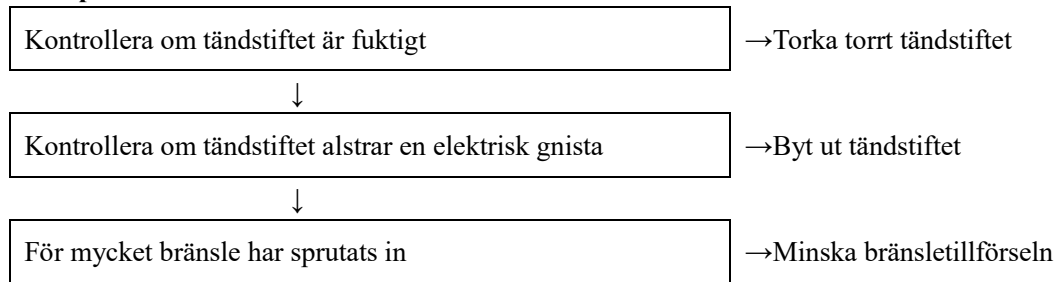 Kontrollera om tändstiftet är fuktigt →Torka torrt tändstiftet
↓
Kontrollera om tändstiftet alstrar en elektrisk gnista →Byt ut tändstiftet
↓
För mycket bränsle har sprutats in →Minska bränsletillförseln